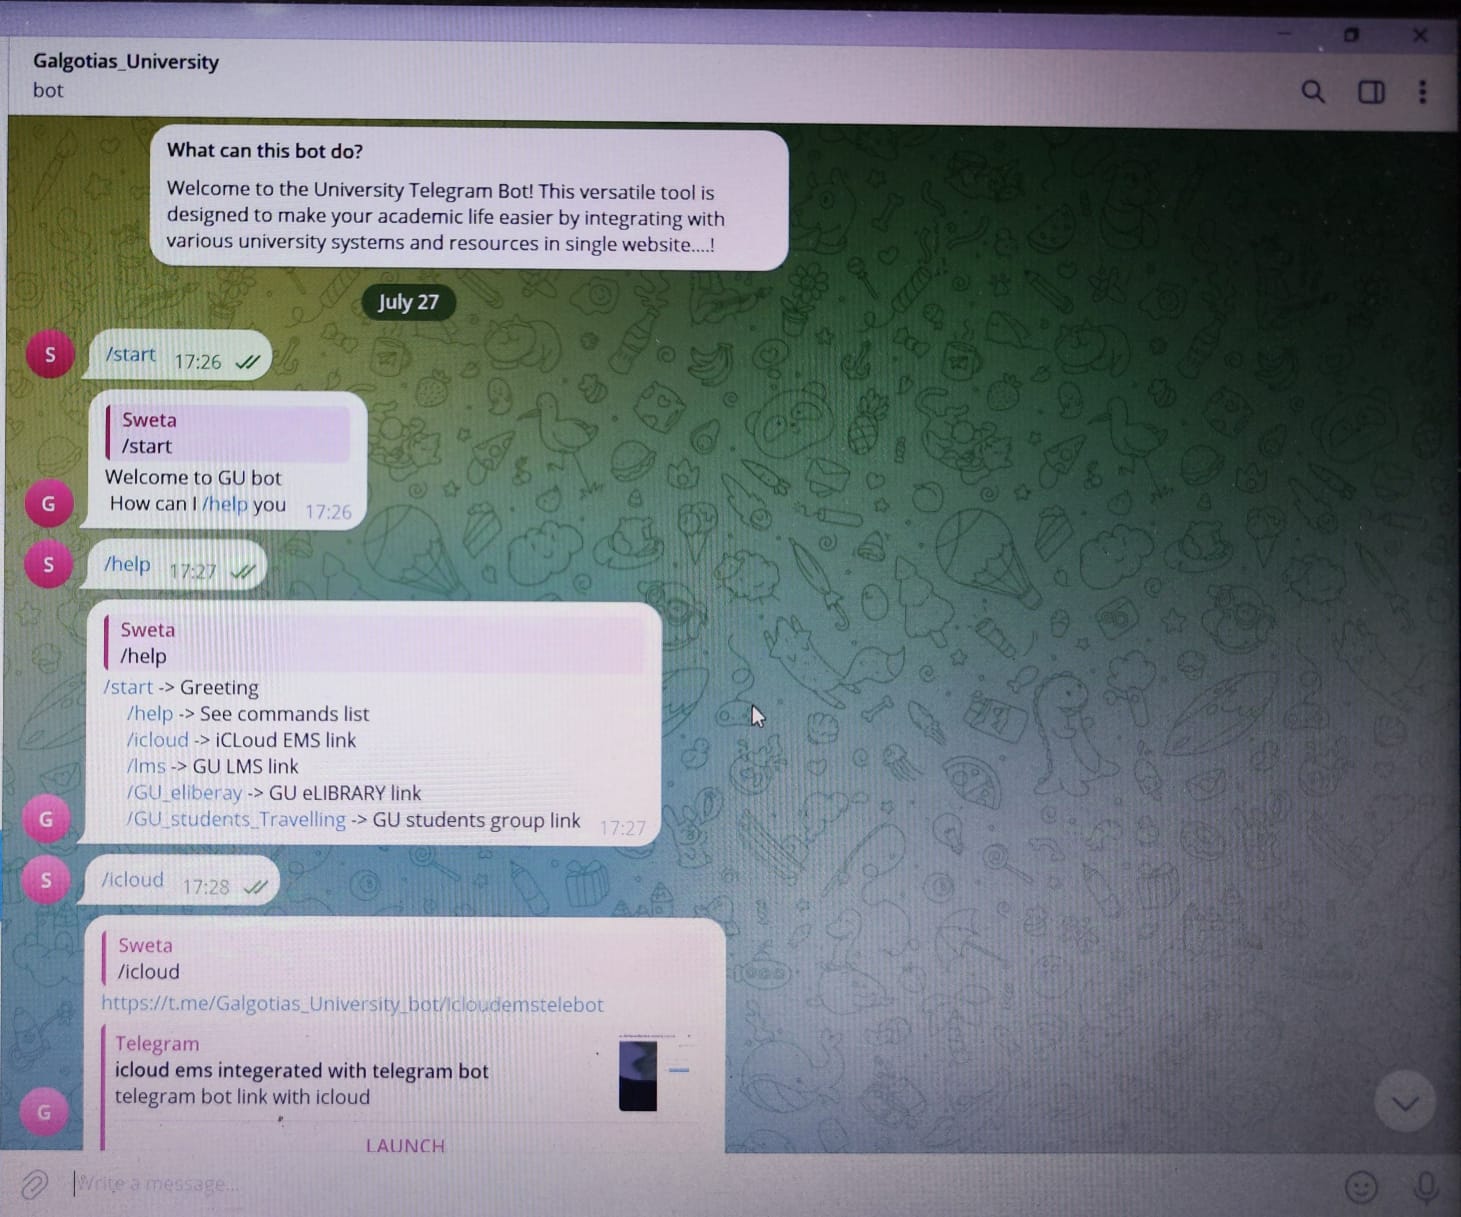 Galgotias_University
bot
What can this bot do?
Welcome to the University Telegram Bot! This versatile tool is
designed to make your academic life easier by integrating with
various university systems and resources in single website....!
July 27
S
/start 17:26
Sweta
/start
Welcome to GU bot
How can I /help you 17:26
G
S
/help 17:27
Sweta
/help
/start -> Greeting
/help -> See commands list
/icloud -> iCLoud EMS link
/lms -> GU LMS link
/GU_eliberay -> GU eLIBRARY link
/GU_students_Travelling -> GU students group link 17:27
G
S
/icloud 17:28
Sweta
/icloud
https://t.me/Galgotias_University_bot/Icloudemstelebot
Telegram
icloud ems integerated with telegram bot
telegram bot link with icloud
G
LAUNCH
Write a message...